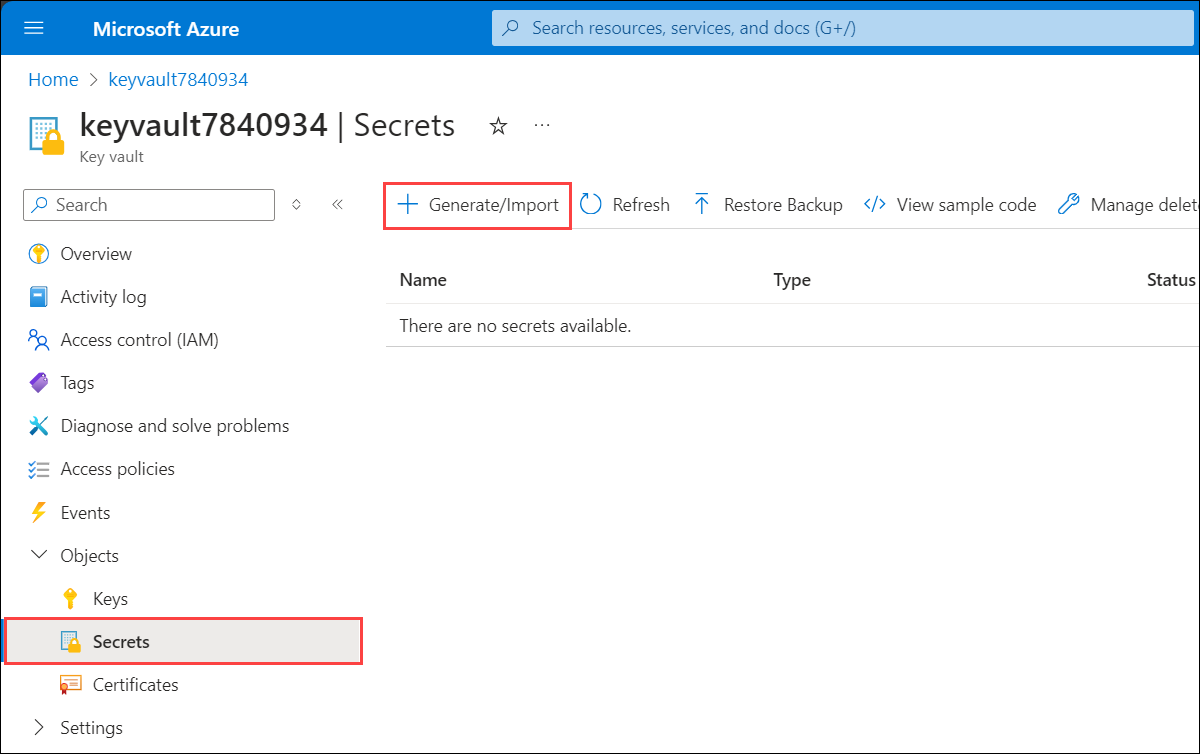 Microsoft Azure
Search resources, services, and docs (G+/)
Home > keyvault7840934
keyvault7840934 | Secrets ...
Key vault
Search
Overview
Activity log
Access control (IAM)
Tags
Diagnose and solve problems
Access policies
Events
Objects
Keys
Secrets
Certificates
Settings
+ Generate/Import Refresh Restore Backup </> View sample code Manage delet
Name Type Status
There are no secrets available.